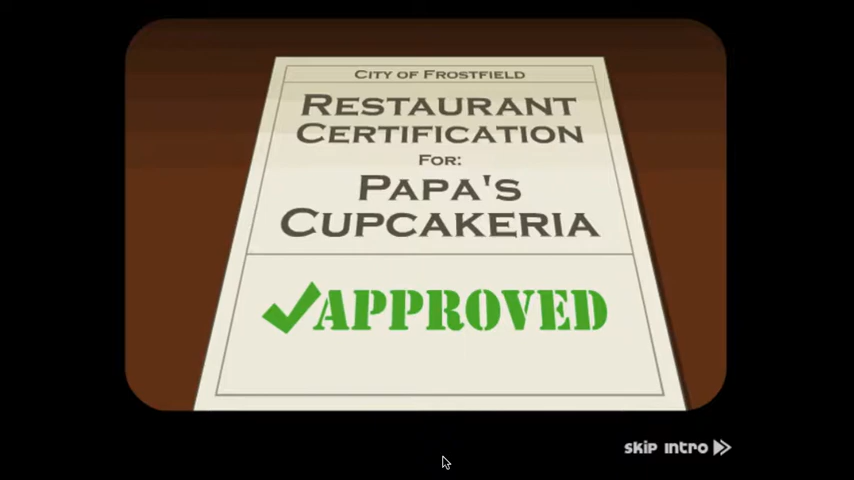 City of Frostfield
Restaurant
Certification
For:
Papa's
Cupcakeria
APPROVED
skip intro